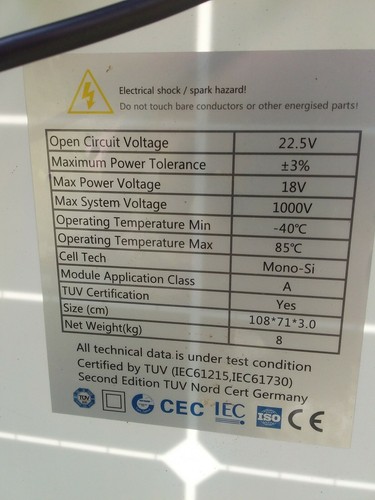 Electrical shock / spark hazard!
Do not touch bare conductors or other energised parts!
Open Circuit Voltage 22.5V
Maximum Power Tolerance ±3%
Max Power Voltage 18V
Max System Voltage 1000V
Operating Temperature Min -40℃
Operating Temperature Max 85℃
Cell Tech Mono-Si
Module Application Class A
TUV Certification Yes
Size (cm) 108*71*3.0
Net Weight(kg) 8
All technical data is under test condition
Certified by TUV (IEC61215,IEC61730)
Second Edition TUV Nord Cert Germany
TUV CEC IEC ISO CE